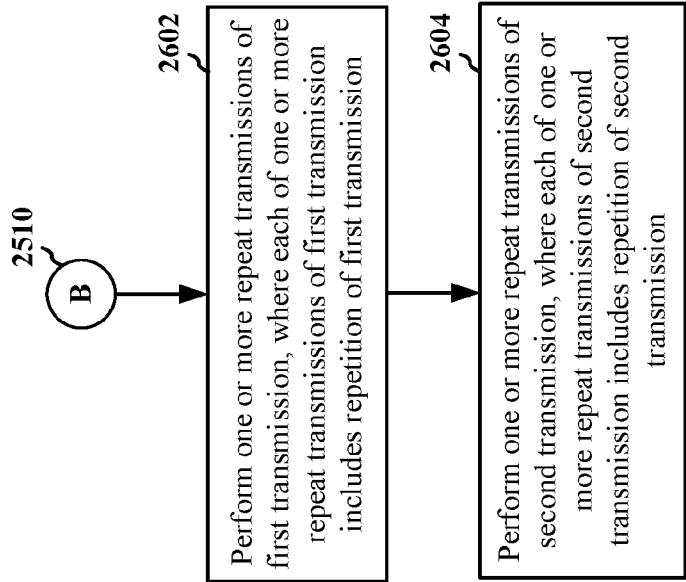 2510
B
2602
Perform one or more repeat transmissions of
first transmission, where each of one or more
repeat transmissions of first transmission
includes repetition of first transmission
2604
Perform one or more repeat transmissions of
second transmission, where each of one or
more repeat transmissions of second
transmission includes repetition of second
transmission